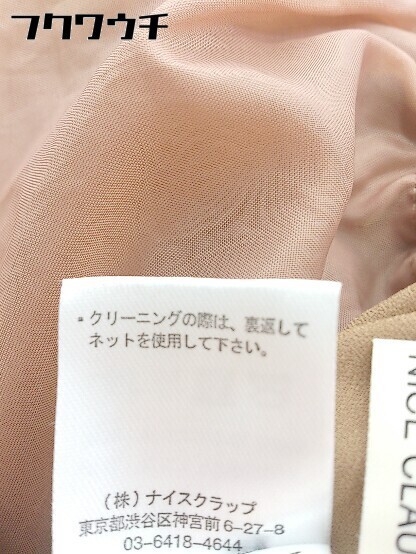 フクワウチ
・クリーニングの際は、裏返して
ネットを使用して下さい。
(株)ナイスクラップ
東京都渋谷区神宮前6-27-8
03-6418-4644
NICE CLAU